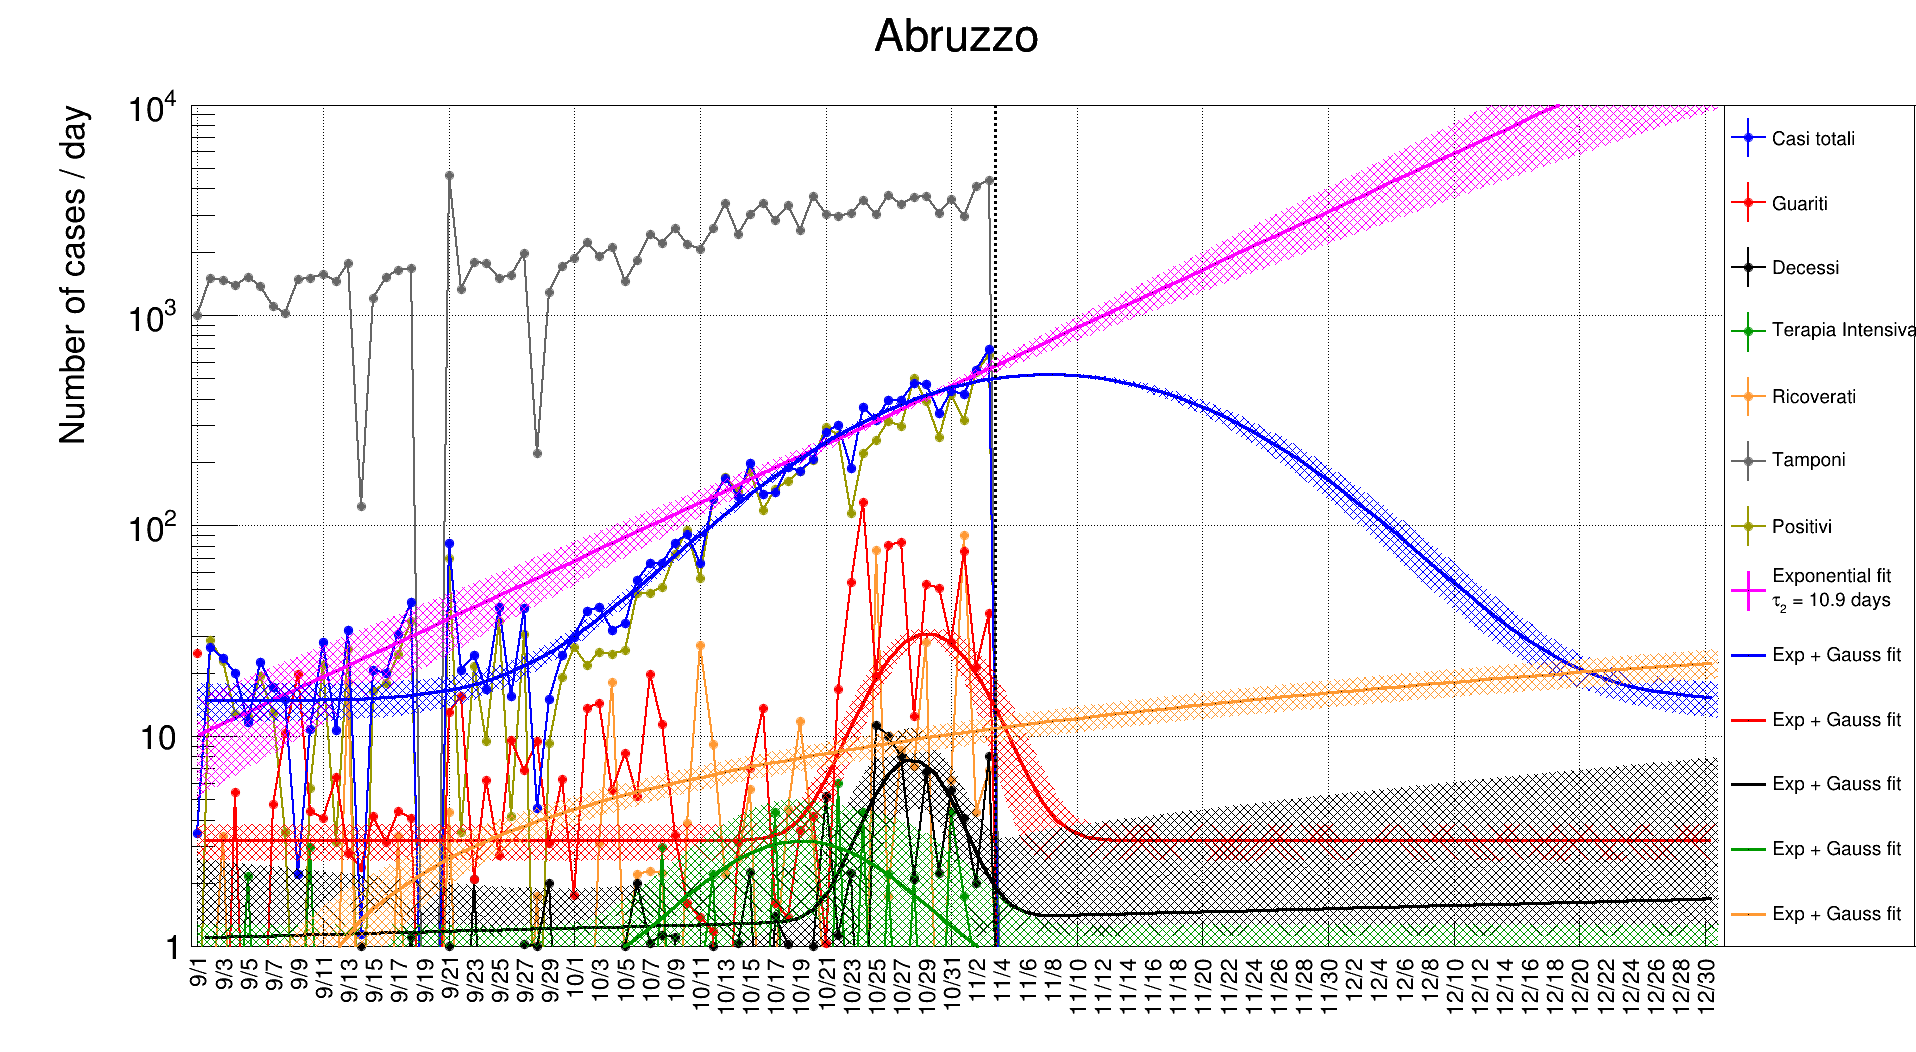 Abruzzo
Number of cases / day
10^4
10^3
10^2
10
1
9/1 9/3 9/5 9/7 9/9 9/11 9/13 9/15 9/17 9/19 9/21 9/23 9/25 9/27 9/29 10/1 10/3 10/5 10/7 10/9 10/11 10/13 10/15 10/17 10/19 10/21 10/23 10/25 10/27 10/29 10/31 11/2 11/4 11/6 11/8 11/10 11/12 11/14 11/16 11/18 11/20 11/22 11/24 11/26 11/28 11/30 12/2 12/4 12/6 12/8 12/10 12/12 12/14 12/16 12/18 12/20 12/22 12/24 12/26 12/28 12/30
Casi totali
Guariti
Decessi
Terapia Intensiva
Ricoverati
Tamponi
Positivi
Exponential fit
τ₂ = 10.9 days
Exp + Gauss fit
Exp + Gauss fit
Exp + Gauss fit
Exp + Gauss fit
Exp + Gauss fit